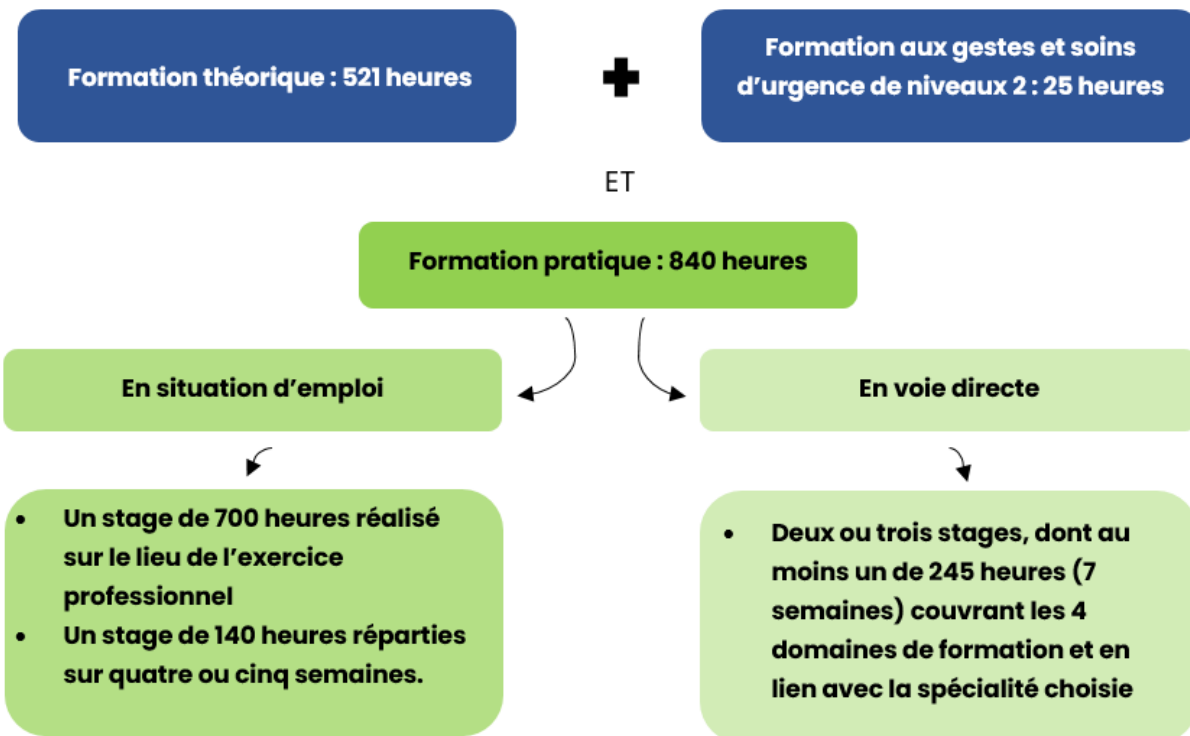 Formation théorique : 521 heures
Formation aux gestes et soins
d’urgence de niveaux 2 : 25 heures
ET
Formation pratique : 840 heures
En situation d’emploi
En voie directe
• Un stage de 700 heures réalisé
sur le lieu de l’exercice
professionnel
• Un stage de 140 heures réparties
sur quatre ou cinq semaines.
• Deux ou trois stages, dont au
moins un de 245 heures (7
semaines) couvrant les 4
domaines de formation et en
lien avec la spécialité choisie